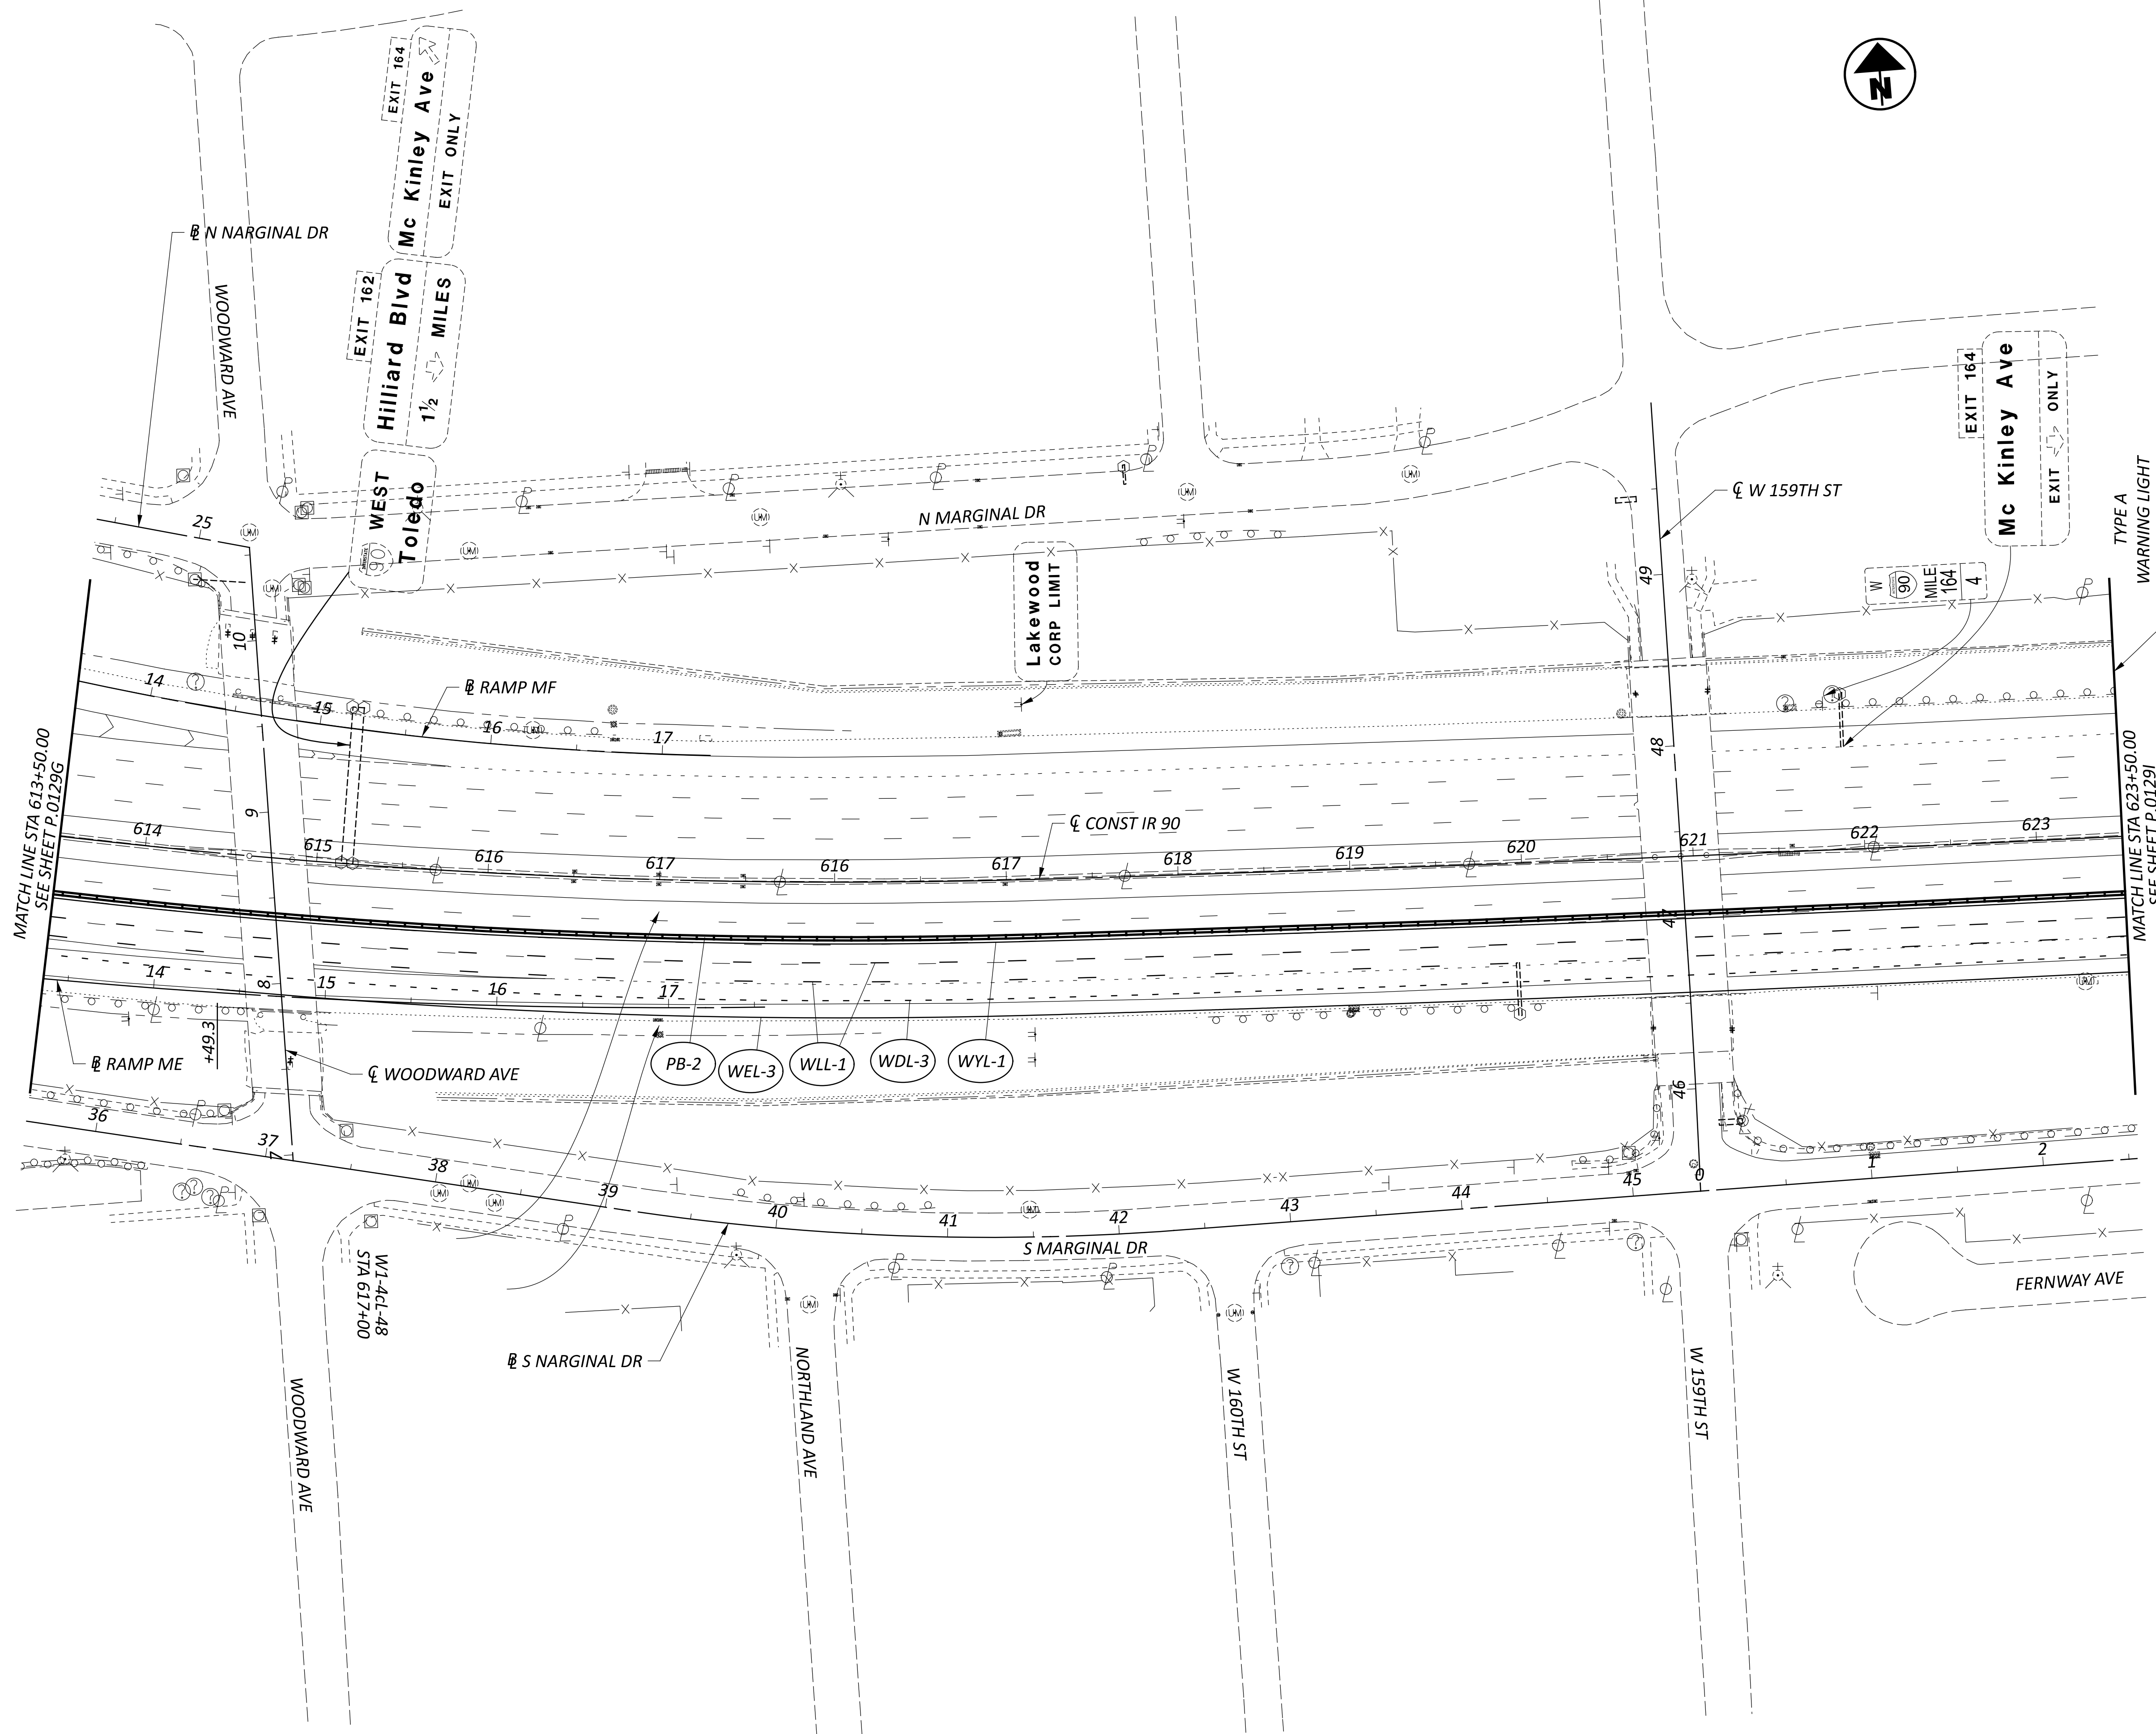 N
EXIT 164
Mc Kinley Ave
EXIT ONLY
EXIT 162
Hilliard Blvd
1½ MILES
WEST
90
Toledo
℄ N NARGINAL DR
WOODWARD AVE
25
10
9
8
7
N MARGINAL DR
Lakewood
CORP LIMIT
℄ W 159TH ST
EXIT 164
Mc Kinley Ave
EXIT ONLY
W
90
MILE
164
4
TYPE A
WARNING LIGHT
49
48
47
46
14
15
16
17
℄ RAMP MF
MATCH LINE STA 613+50.00
SEE SHEET P.0129G
MATCH LINE STA 623+50.00
SEE SHEET P.0129I
℄ CONST IR 90
614
615
616
617
616
617
618
619
620
621
622
623
14
15
16
17
+49.3
℄ RAMP ME
℄ WOODWARD AVE
PB-2
WEL-3
WLL-1
WDL-3
WYL-1
36
37
38
39
40
41
42
43
44
45
0
1
2
S MARGINAL DR
W1-4cL-48
STA 617+00
℄ S NARGINAL DR
WOODWARD AVE
NORTHLAND AVE
W 160TH ST
W 159TH ST
FERNWAY AVE